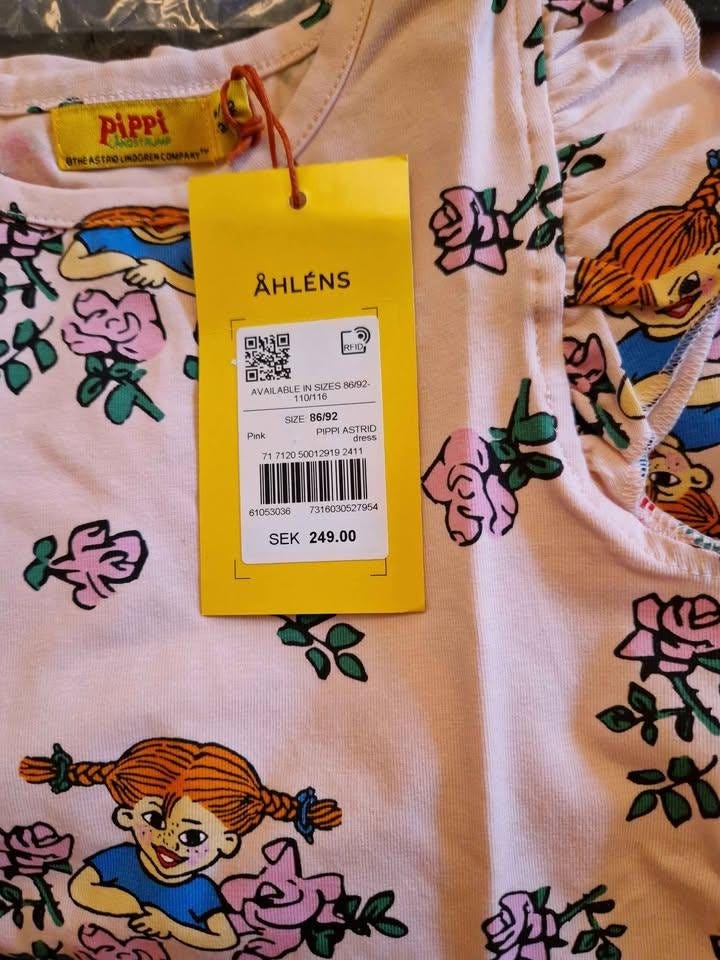 Pippi
LÅNGSTRUMP
©THE ASTRID LINDGREN COMPANY™
ÅHLÉNS
RFID
AVAILABLE IN SIZES 86/92-
110/116
SIZE 86/92
Pink PIPPI ASTRID
dress
71 7120 50012919 2411
61053036 7316030527954
SEK 249.00